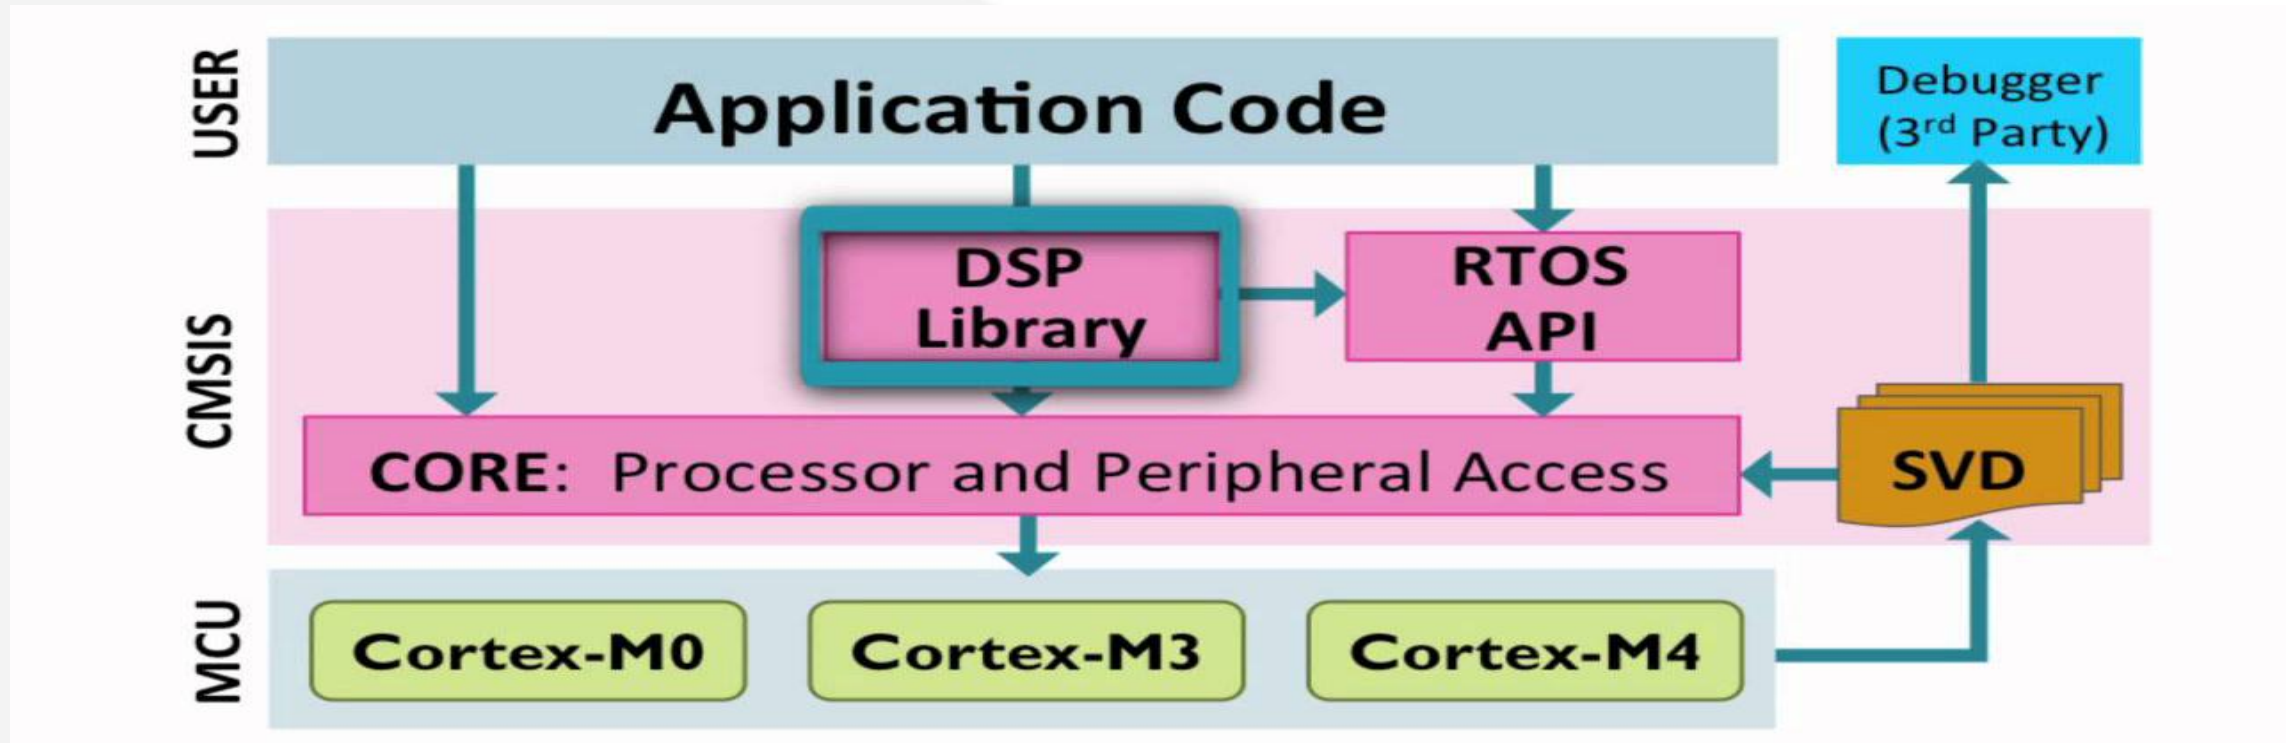 USER
Application Code
Debugger
(3rd Party)
CMSIS
DSP
Library
RTOS
API
CORE: Processor and Peripheral Access
SVD
MCU
Cortex-M0
Cortex-M3
Cortex-M4